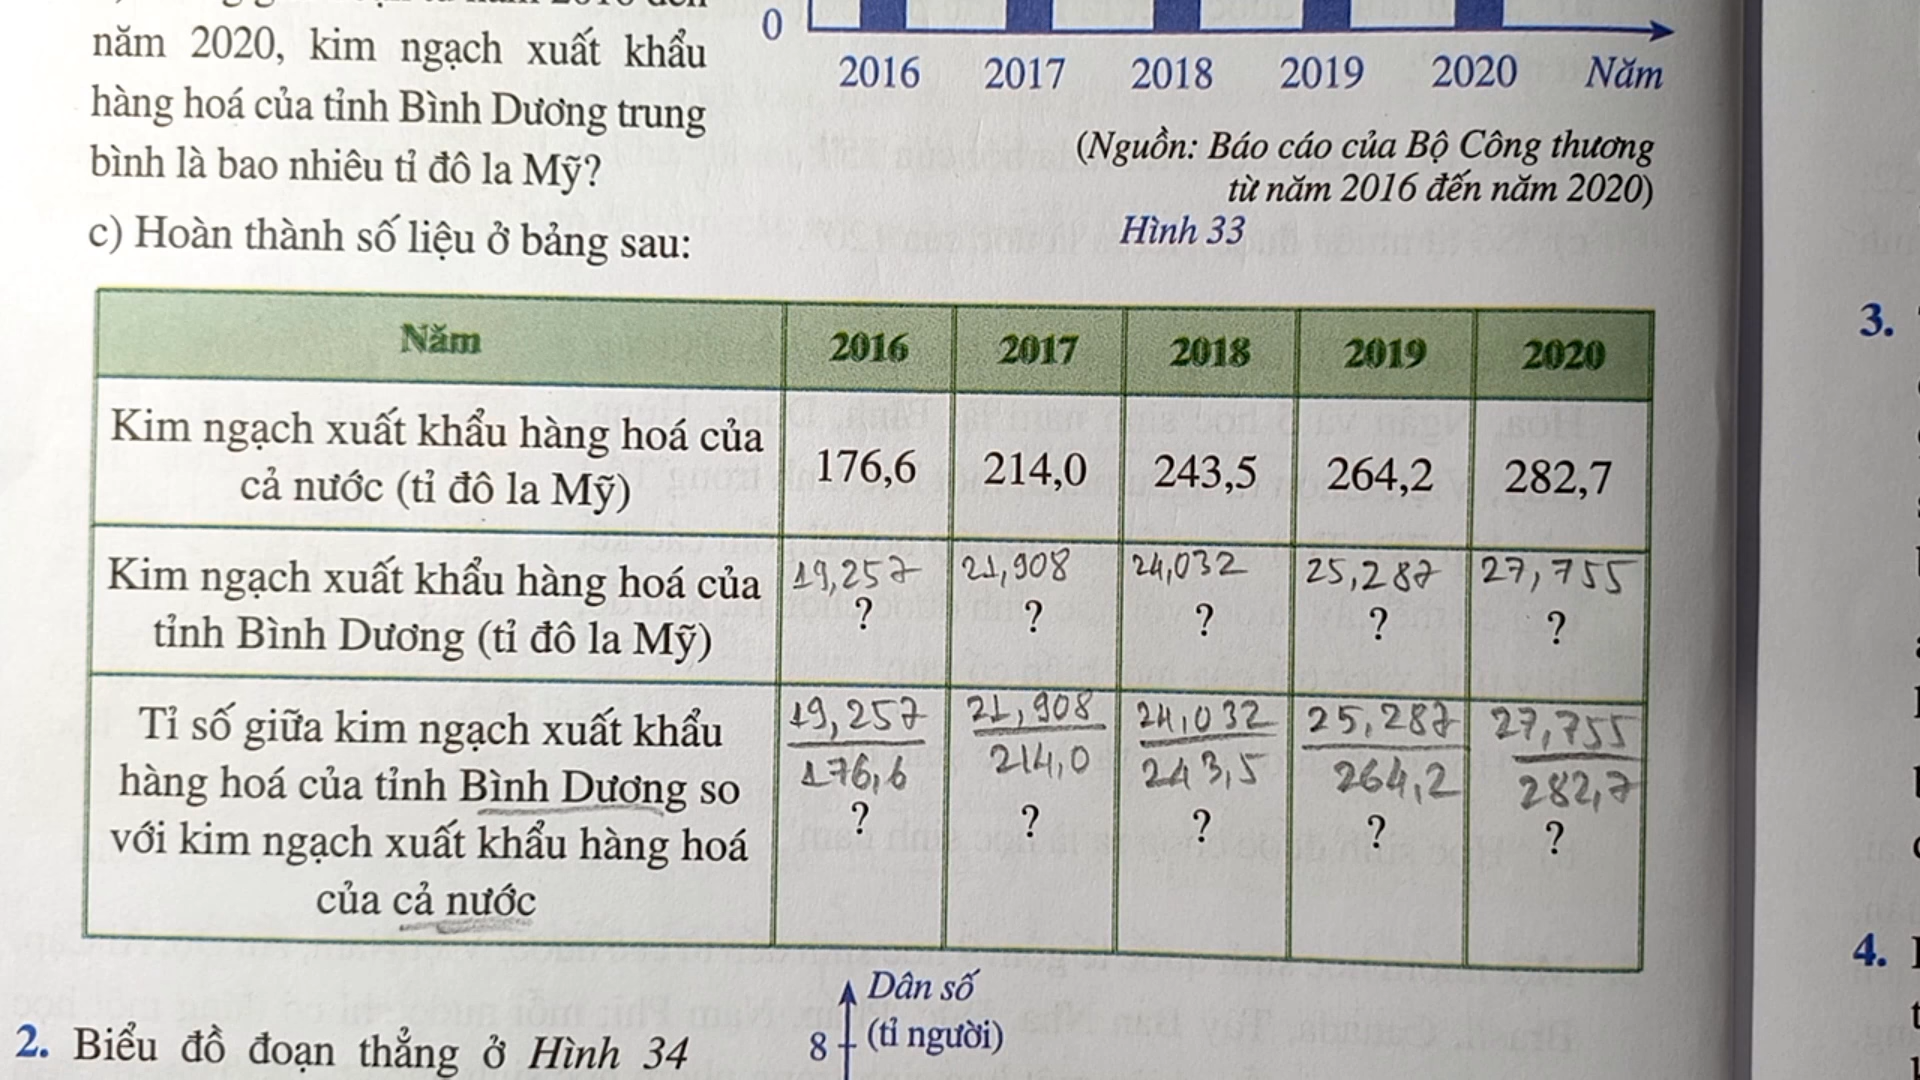 năm 2020, kim ngạch xuất khẩu
hàng hoá của tỉnh Bình Dương trung
bình là bao nhiêu tỉ đô la Mỹ?
c) Hoàn thành số liệu ở bảng sau:
0
2016 2017 2018 2019 2020 Năm
(Nguồn: Báo cáo của Bộ Công thương
từ năm 2016 đến năm 2020)
Hình 33
Năm 2016 2017 2018 2019 2020
Kim ngạch xuất khẩu hàng hoá của
cả nước (tỉ đô la Mỹ)
176,6 214,0 243,5 264,2 282,7
Kim ngạch xuất khẩu hàng hoá của
tỉnh Bình Dương (tỉ đô la Mỹ)
19,257 21,908 24,032 25,287 27,755
? ? ? ? ?
Tỉ số giữa kim ngạch xuất khẩu
hàng hoá của tỉnh Bình Dương so
với kim ngạch xuất khẩu hàng hoá
của cả nước
19,257 21,908 24,032 25,287 27,755
176,6 214,0 243,5 264,2 282,7
? ? ? ? ?
2. Biểu đồ đoạn thẳng ở Hình 34
Dân số
(tỉ người)
8
3.
4.